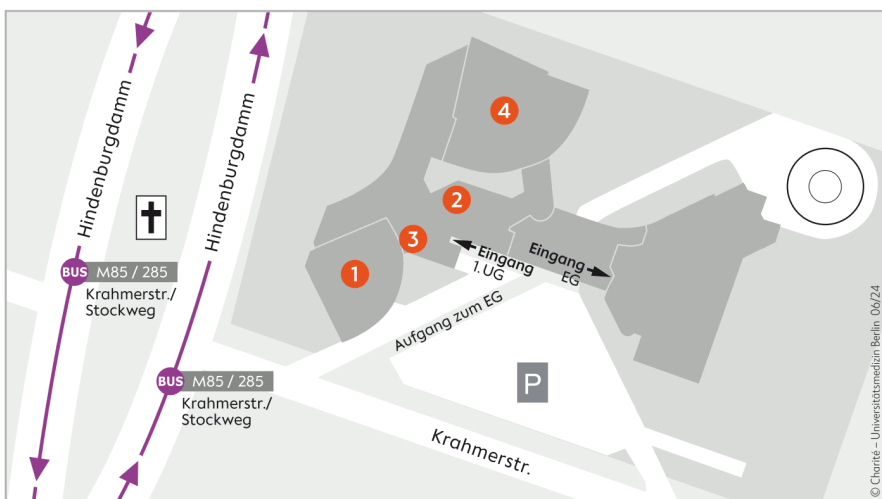 Hindenburgdamm
Hindenburgdamm
4
2
3
1
Eingang
1. UG
Eingang
EG
Aufgang zum EG
BUS M85 / 285
Krahmerstr./
Stockweg
BUS M85 / 285
Krahmerstr./
Stockweg
P
Krahmerstr.
© Charité – Universitätsmedizin Berlin 06/24